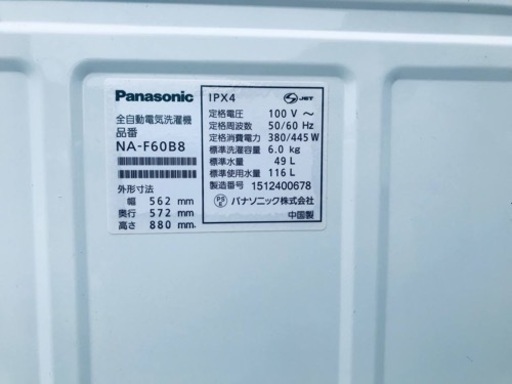 Panasonic
全自動電気洗濯機
品番
NA-F60B8
外形寸法
幅 562 mm
奥行 572 mm
高さ 880 mm
IPX4
S JET
定格電圧 100 V ～
定格周波数 50/60 Hz
定格消費電力 380/445 W
標準洗濯容量 6.0 kg
標準水量 49 L
標準使用水量 116 L
製造番号 1512400678
PS E パナソニック株式会社
中国製